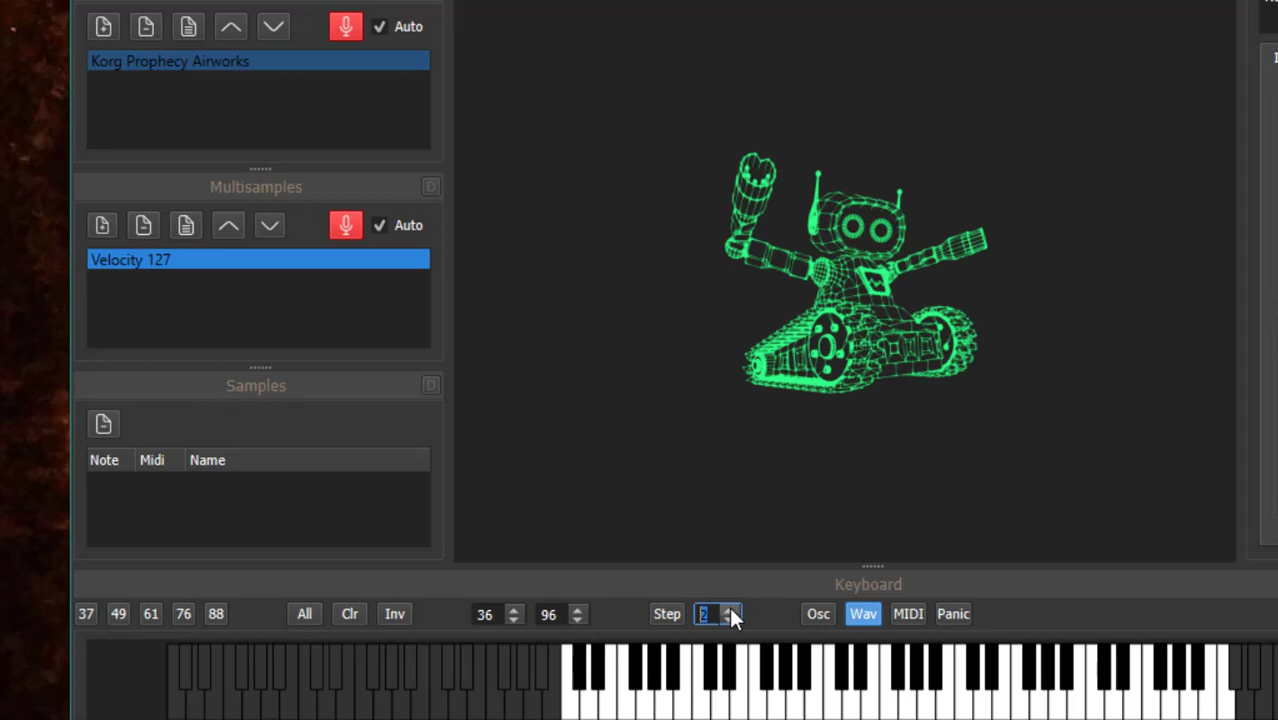 Auto
Korg Prophecy Airworks
Multisamples D
Auto
Velocity 127
Samples D
Note Midi Name
Keyboard
37 49 61 76 88 All Clr Inv 36 96 Step 2 Osc Wav MIDI Panic